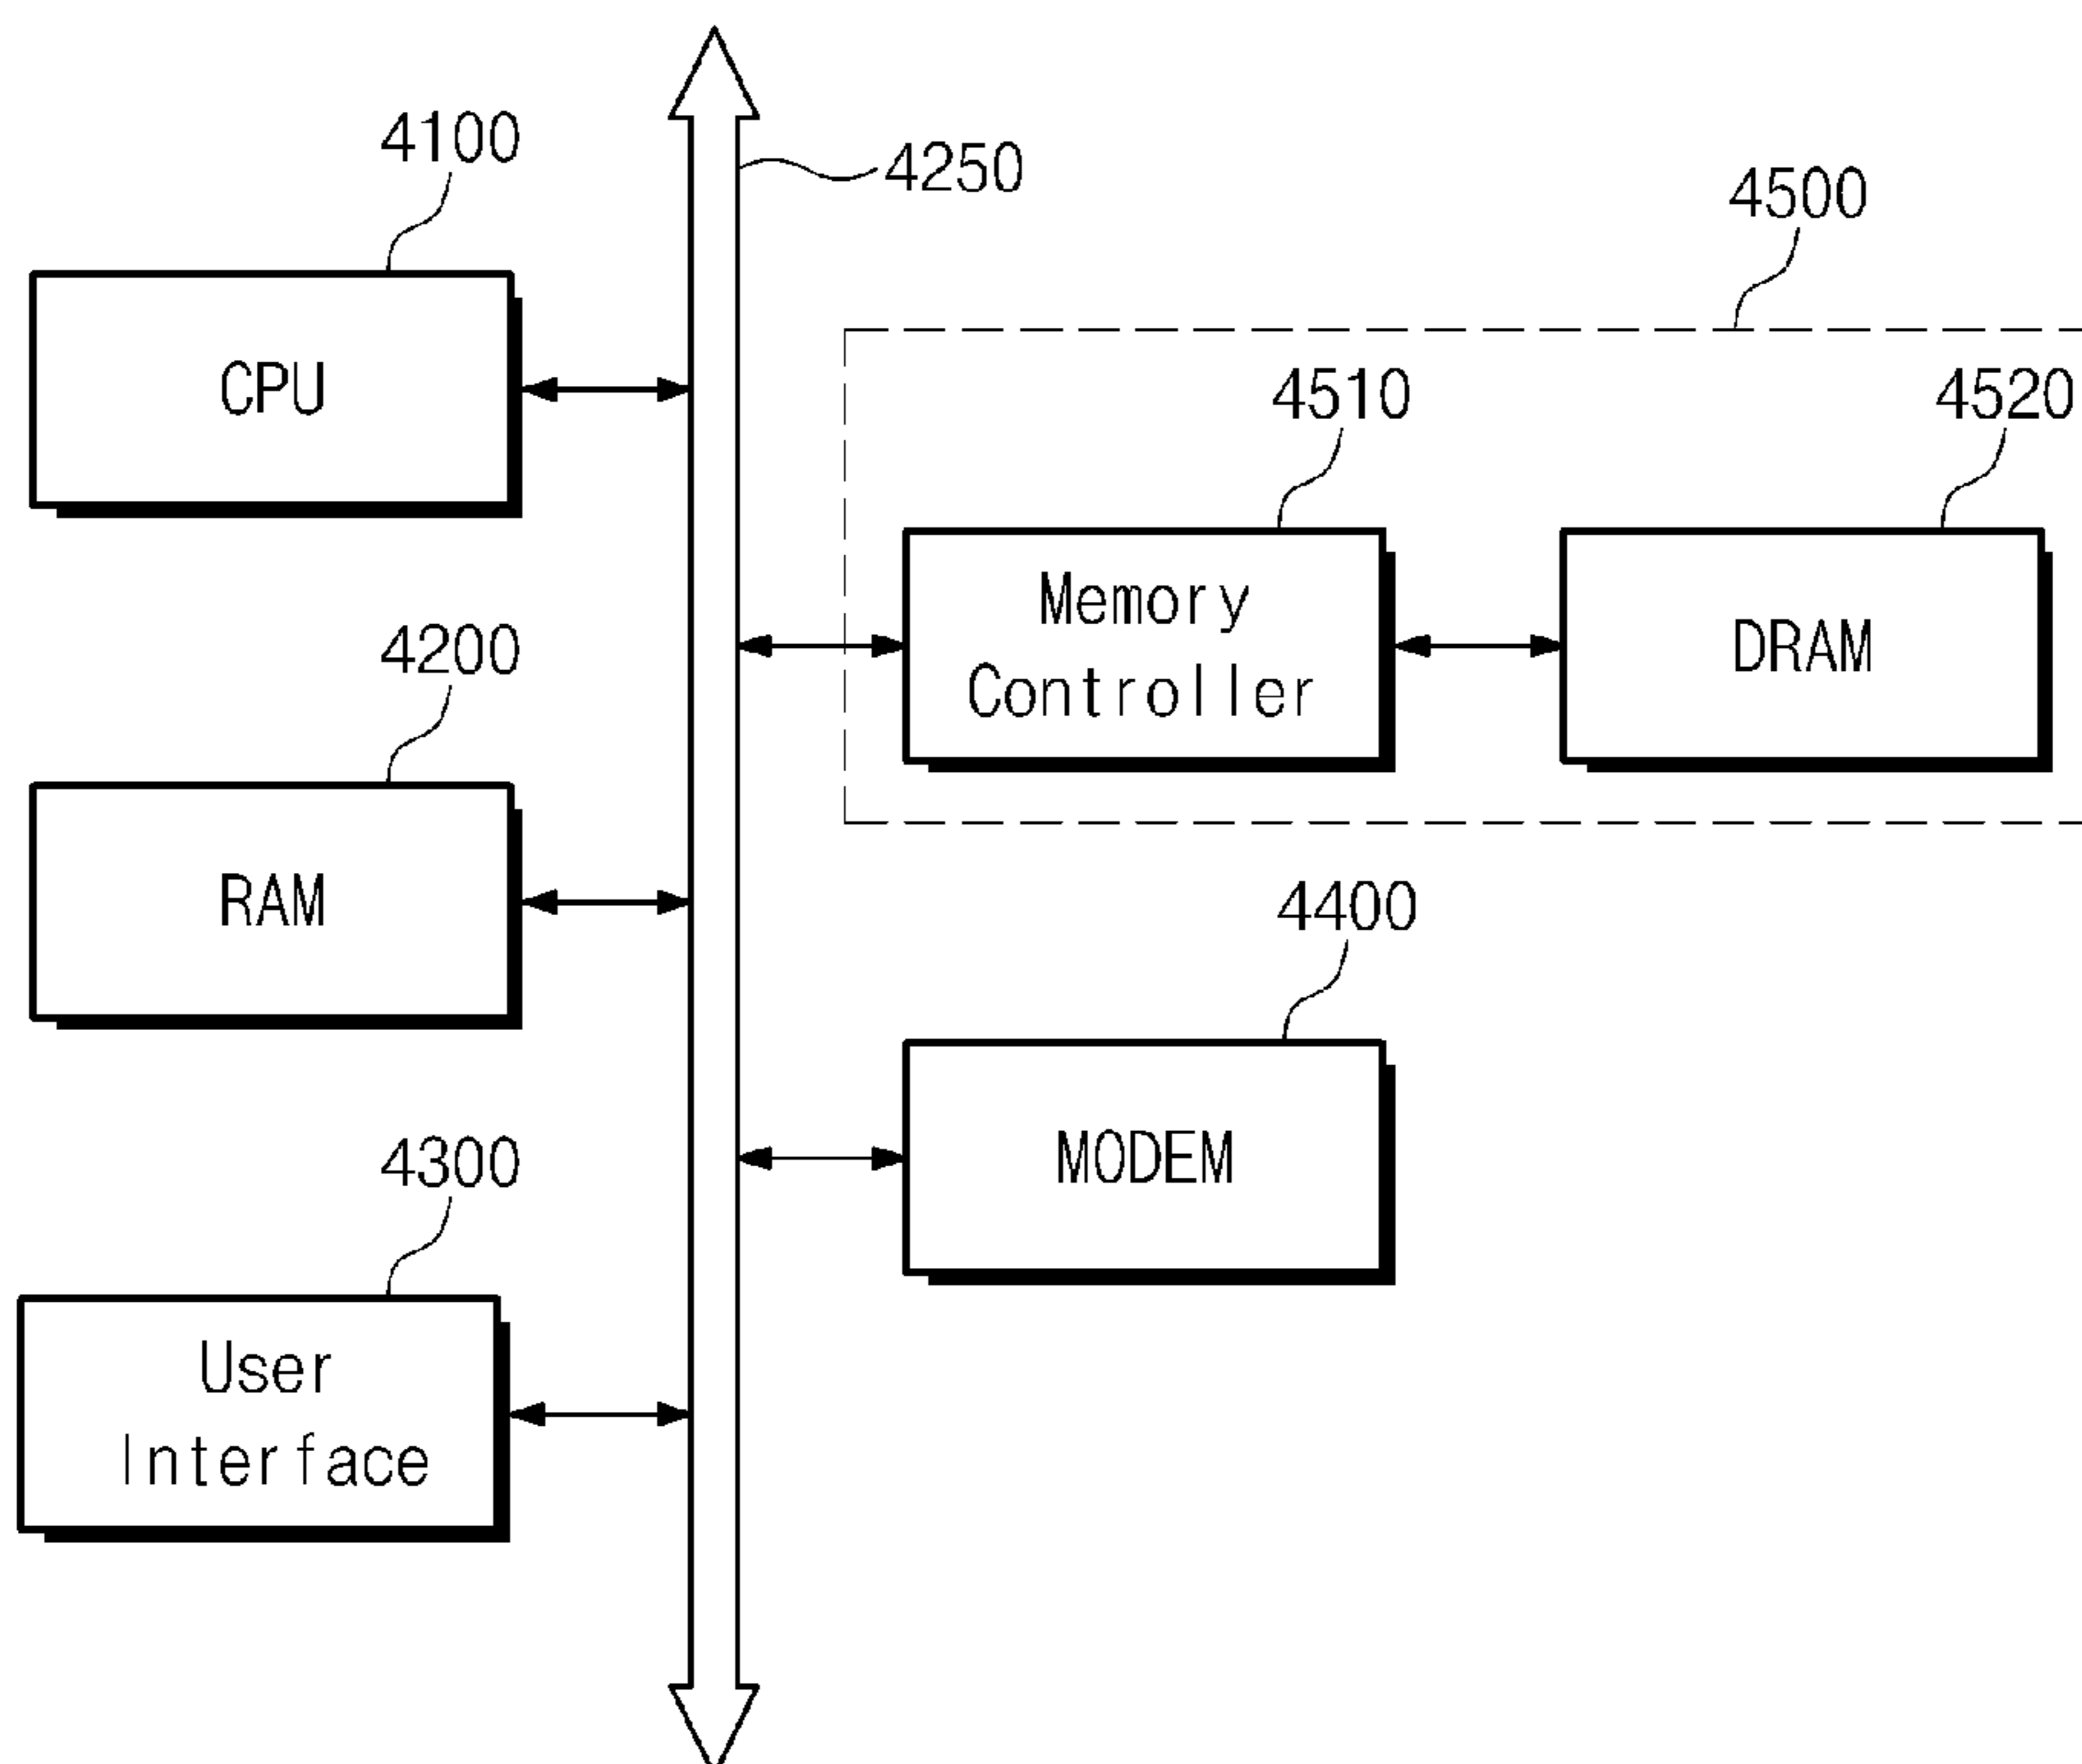 4100
4250
4500
CPU
4510
4520
Memory
Controller
DRAM
4200
RAM
4400
MODEM
4300
User
Interface